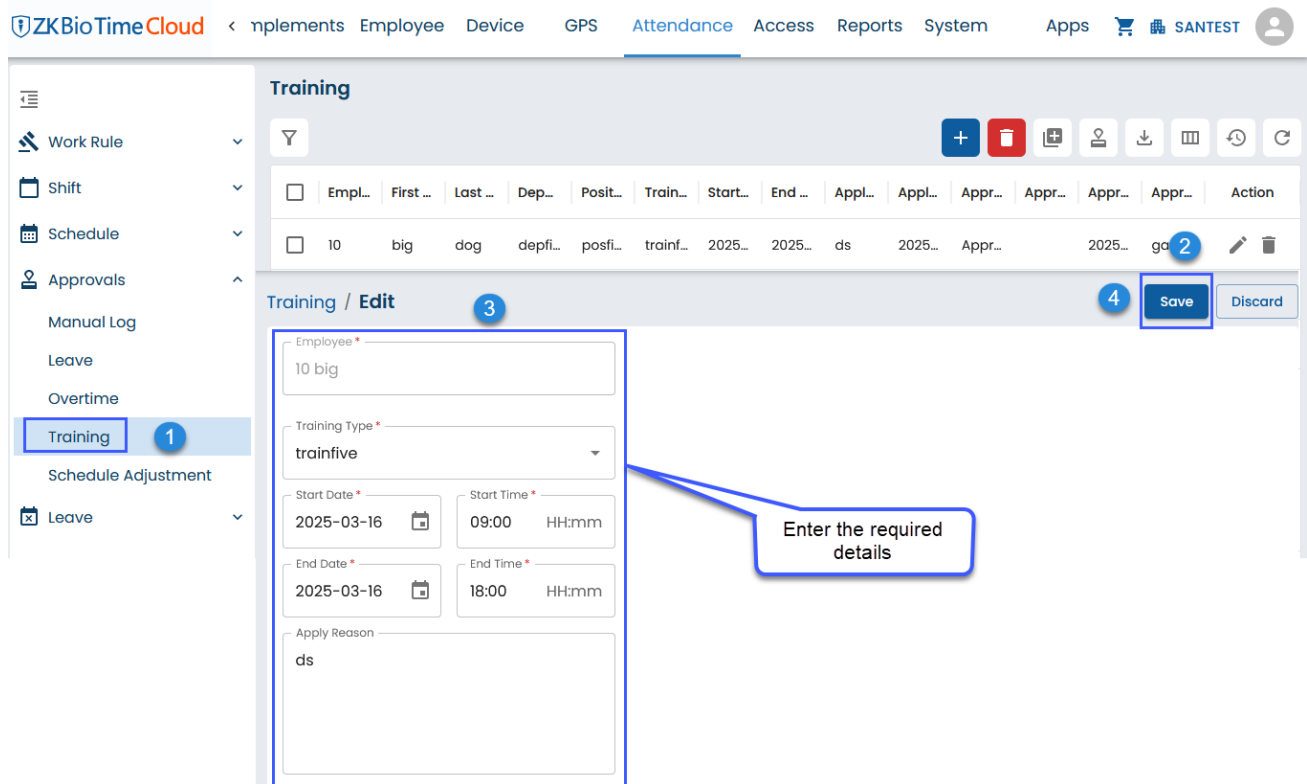 ZKBio Time Cloud < mplements Employee Device GPS Attendance Access Reports System Apps SANTEST
Training
Work Rule
Shift
Schedule
Approvals
Manual Log
Leave
Overtime
Training 1
Schedule Adjustment
Leave
Empl... First ... Last ... Dep... Posit... Train... Start... End ... Appl... Appl... Appr... Appr... Appr... Appr... Action
10 big dog depfi... posfi... trainf... 2025... 2025... ds 2025... Appr... 2025... ga 2
Training / Edit 3 4 Save Discard
Employee *
10 big
Training Type *
trainfive
Start Date * Start Time *
2025-03-16 09:00 HH:mm
End Date * End Time *
2025-03-16 18:00 HH:mm
Apply Reason
ds
Enter the required
details